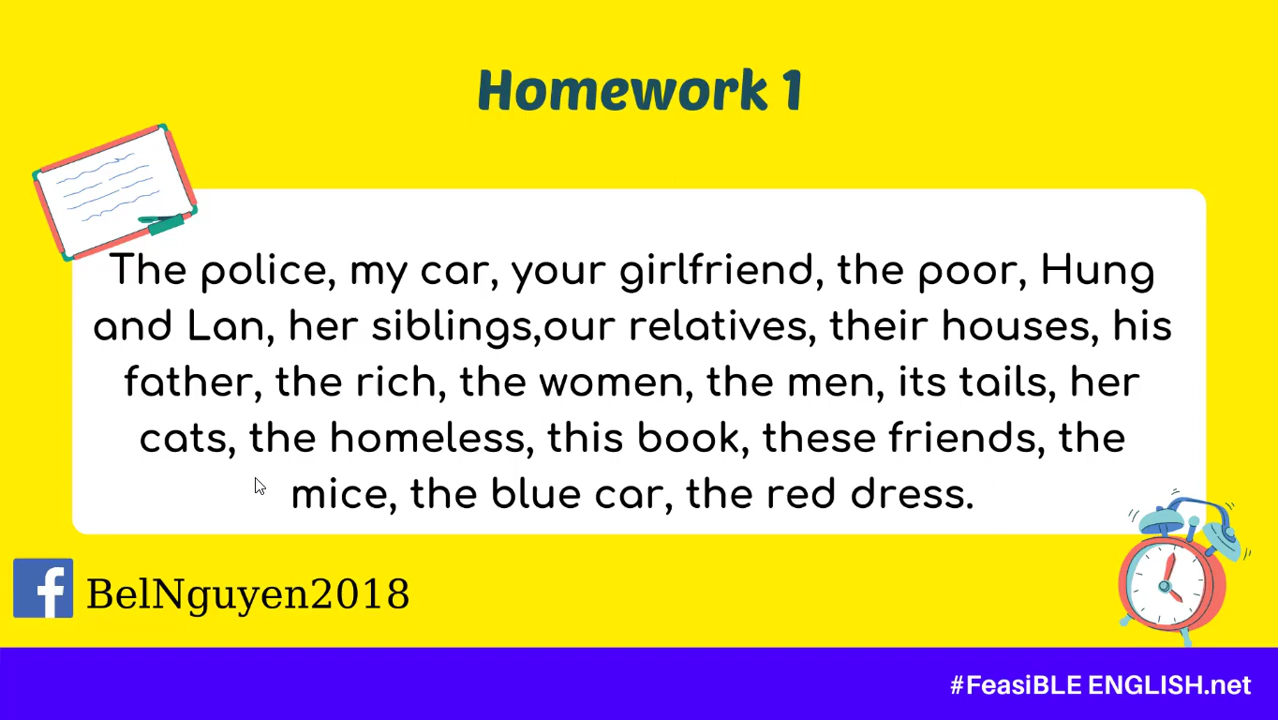 Homework 1
The police, my car, your girlfriend, the poor, Hung
and Lan, her siblings,our relatives, their houses, his
father, the rich, the women, the men, its tails, her
cats, the homeless, this book, these friends, the
mice, the blue car, the red dress.
BelNguyen2018
#FeasiBLE ENGLISH.net